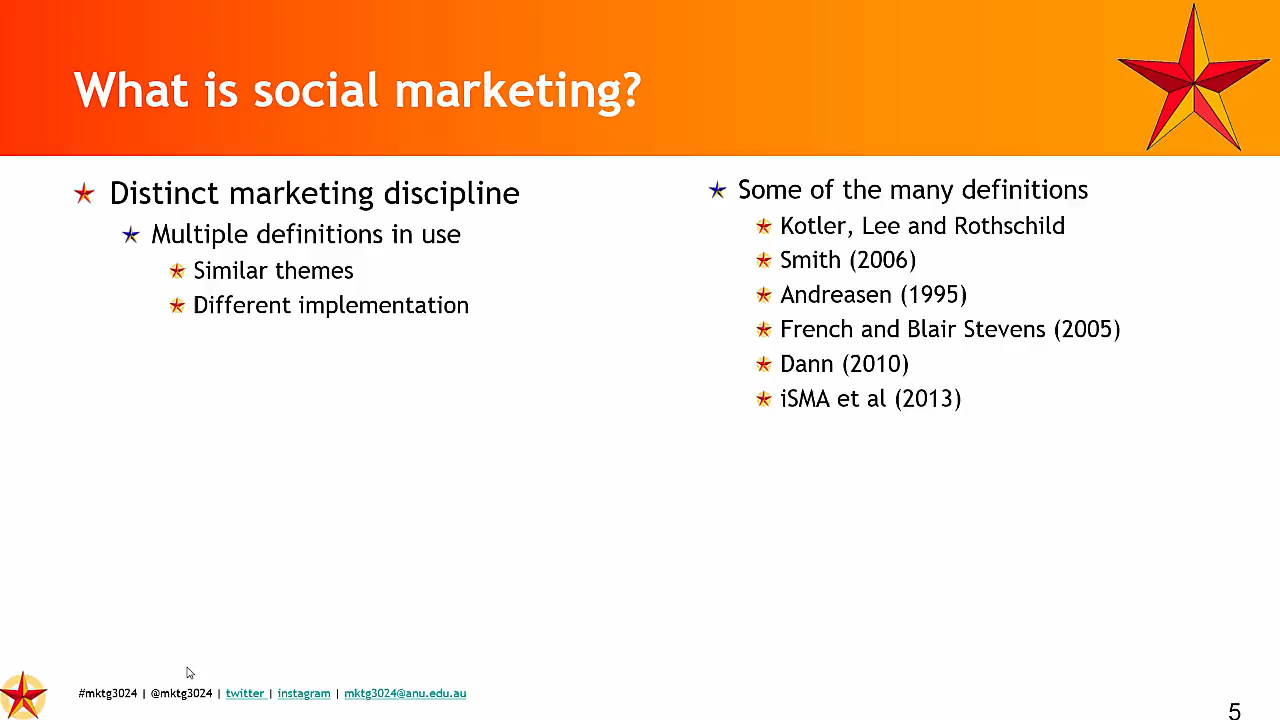 What is social marketing?
Distinct marketing discipline
Multiple definitions in use
Similar themes
Different implementation
Some of the many definitions
Kotler, Lee and Rothschild
Smith (2006)
Andreasen (1995)
French and Blair Stevens (2005)
Dann (2010)
iSMA et al (2013)
#mktg3024 | @mktg3024 | twitter | instagram | mktg3024@anu.edu.au
5